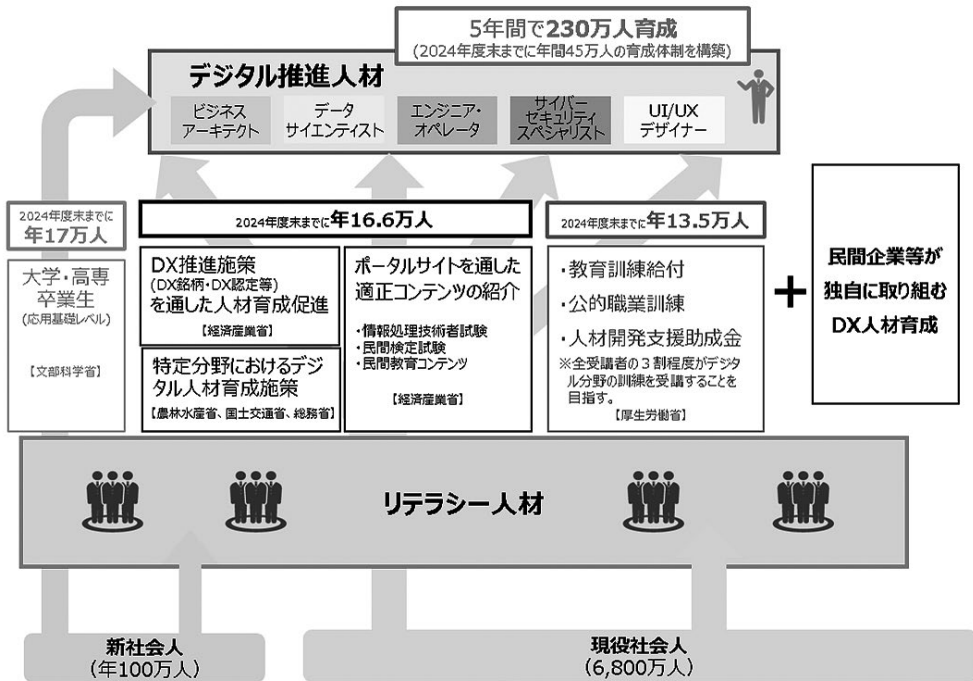 5年間で230万人育成
(2024年度末までに年間45万人の育成体制を構築)
デジタル推進人材
ビジネス
アーキテクト
データ
サイエンティスト
エンジニア・
オペレータ
サイバー
セキュリティ
スペシャリスト
UI/UX
デザイナー
2024年度末までに
年17万人
大学・高専
卒業生
(応用基礎レベル)
【文部科学省】
2024年度末までに年16.6万人
DX推進施策
(DX銘柄・DX認定等)
を通した人材育成促進
【経済産業省】
特定分野におけるデジ
タル人材育成施策
【農林水産省、国土交通省、総務省】
ポータルサイトを通した
適正コンテンツの紹介
・情報処理技術者試験
・民間検定試験
・民間教育コンテンツ
【経済産業省】
2024年度末までに年13.5万人
・教育訓練給付
・公的職業訓練
・人材開発支援助成金
※全受講者の3割程度がデジタ
ル分野の訓練を受講することを
目指す。
【厚生労働省】
+
民間企業等が
独自に取り組む
DX人材育成
リテラシー人材
新社会人
(年100万人)
現役社会人
(6,800万人)